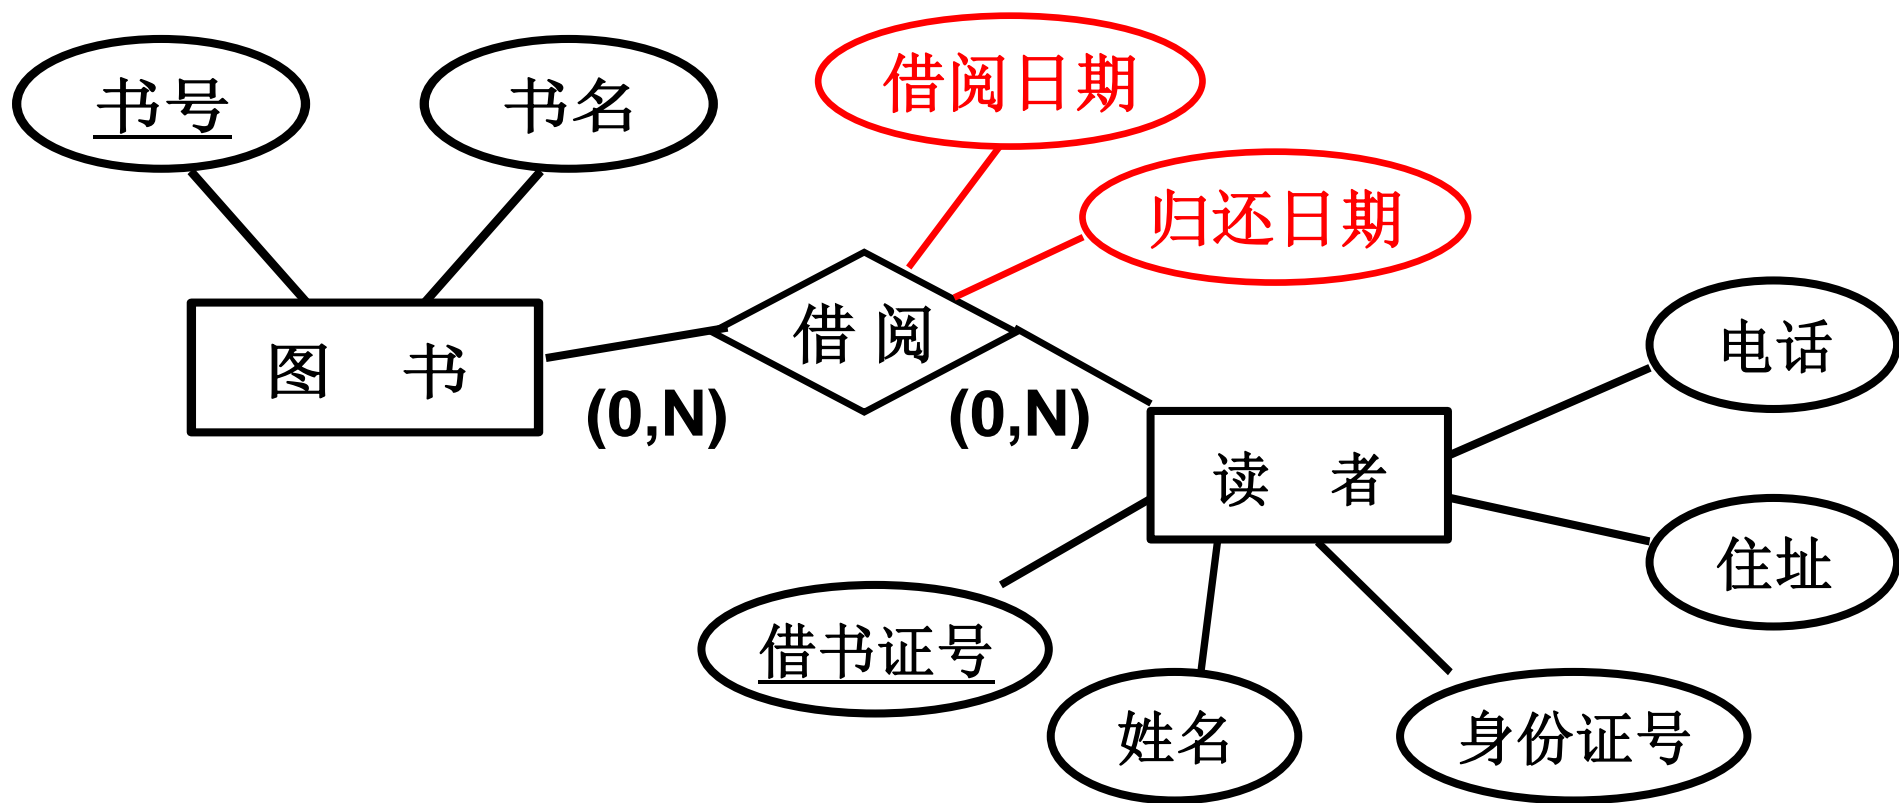 借阅日期
书号
书名
归还日期
借阅
电话
图书
(0,N)
(0,N)
读者
住址
借书证号
姓名
身份证号